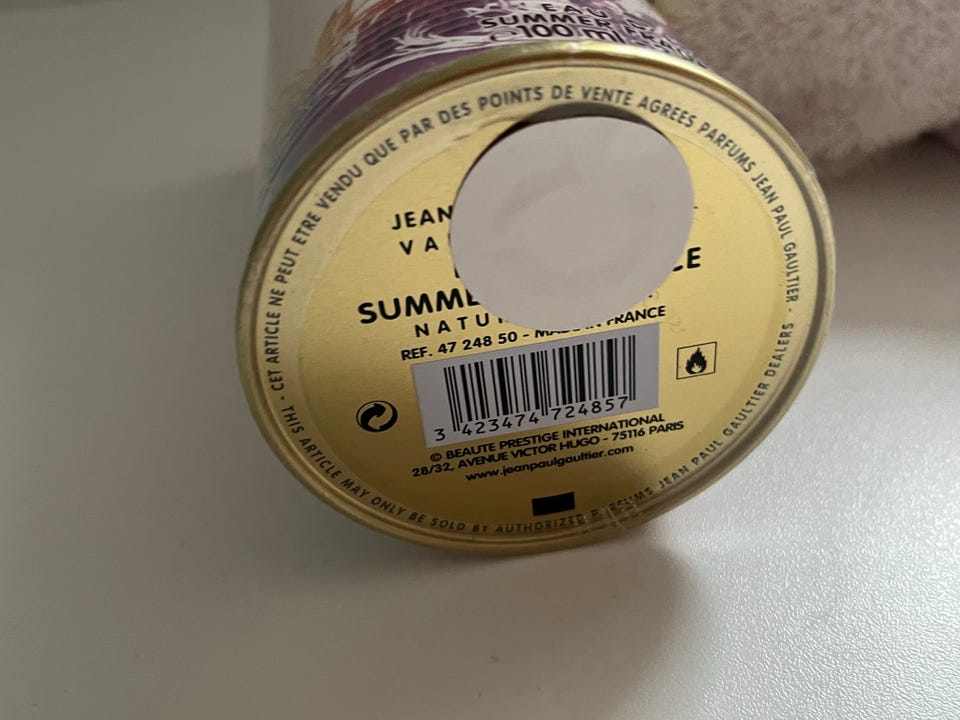 EAU
SUMMER
℮100 ml
- CET ARTICLE NE PEUT ETRE VENDU QUE PAR DES POINTS DE VENTE AGREES PARFUMS JEAN PAUL GAULTIER -
JEAN
SUMME
NATU
REF. 47 248 50 - MADE IN FRANCE
3 423474 724857
© BEAUTE PRESTIGE INTERNATIONAL
28/32, AVENUE VICTOR HUGO - 75116 PARIS
www.jeanpaulgaultier.com
THIS ARTICLE MAY ONLY BE SOLD BY AUTHORIZED PARFUMS JEAN PAUL GAULTIER DEALERS -